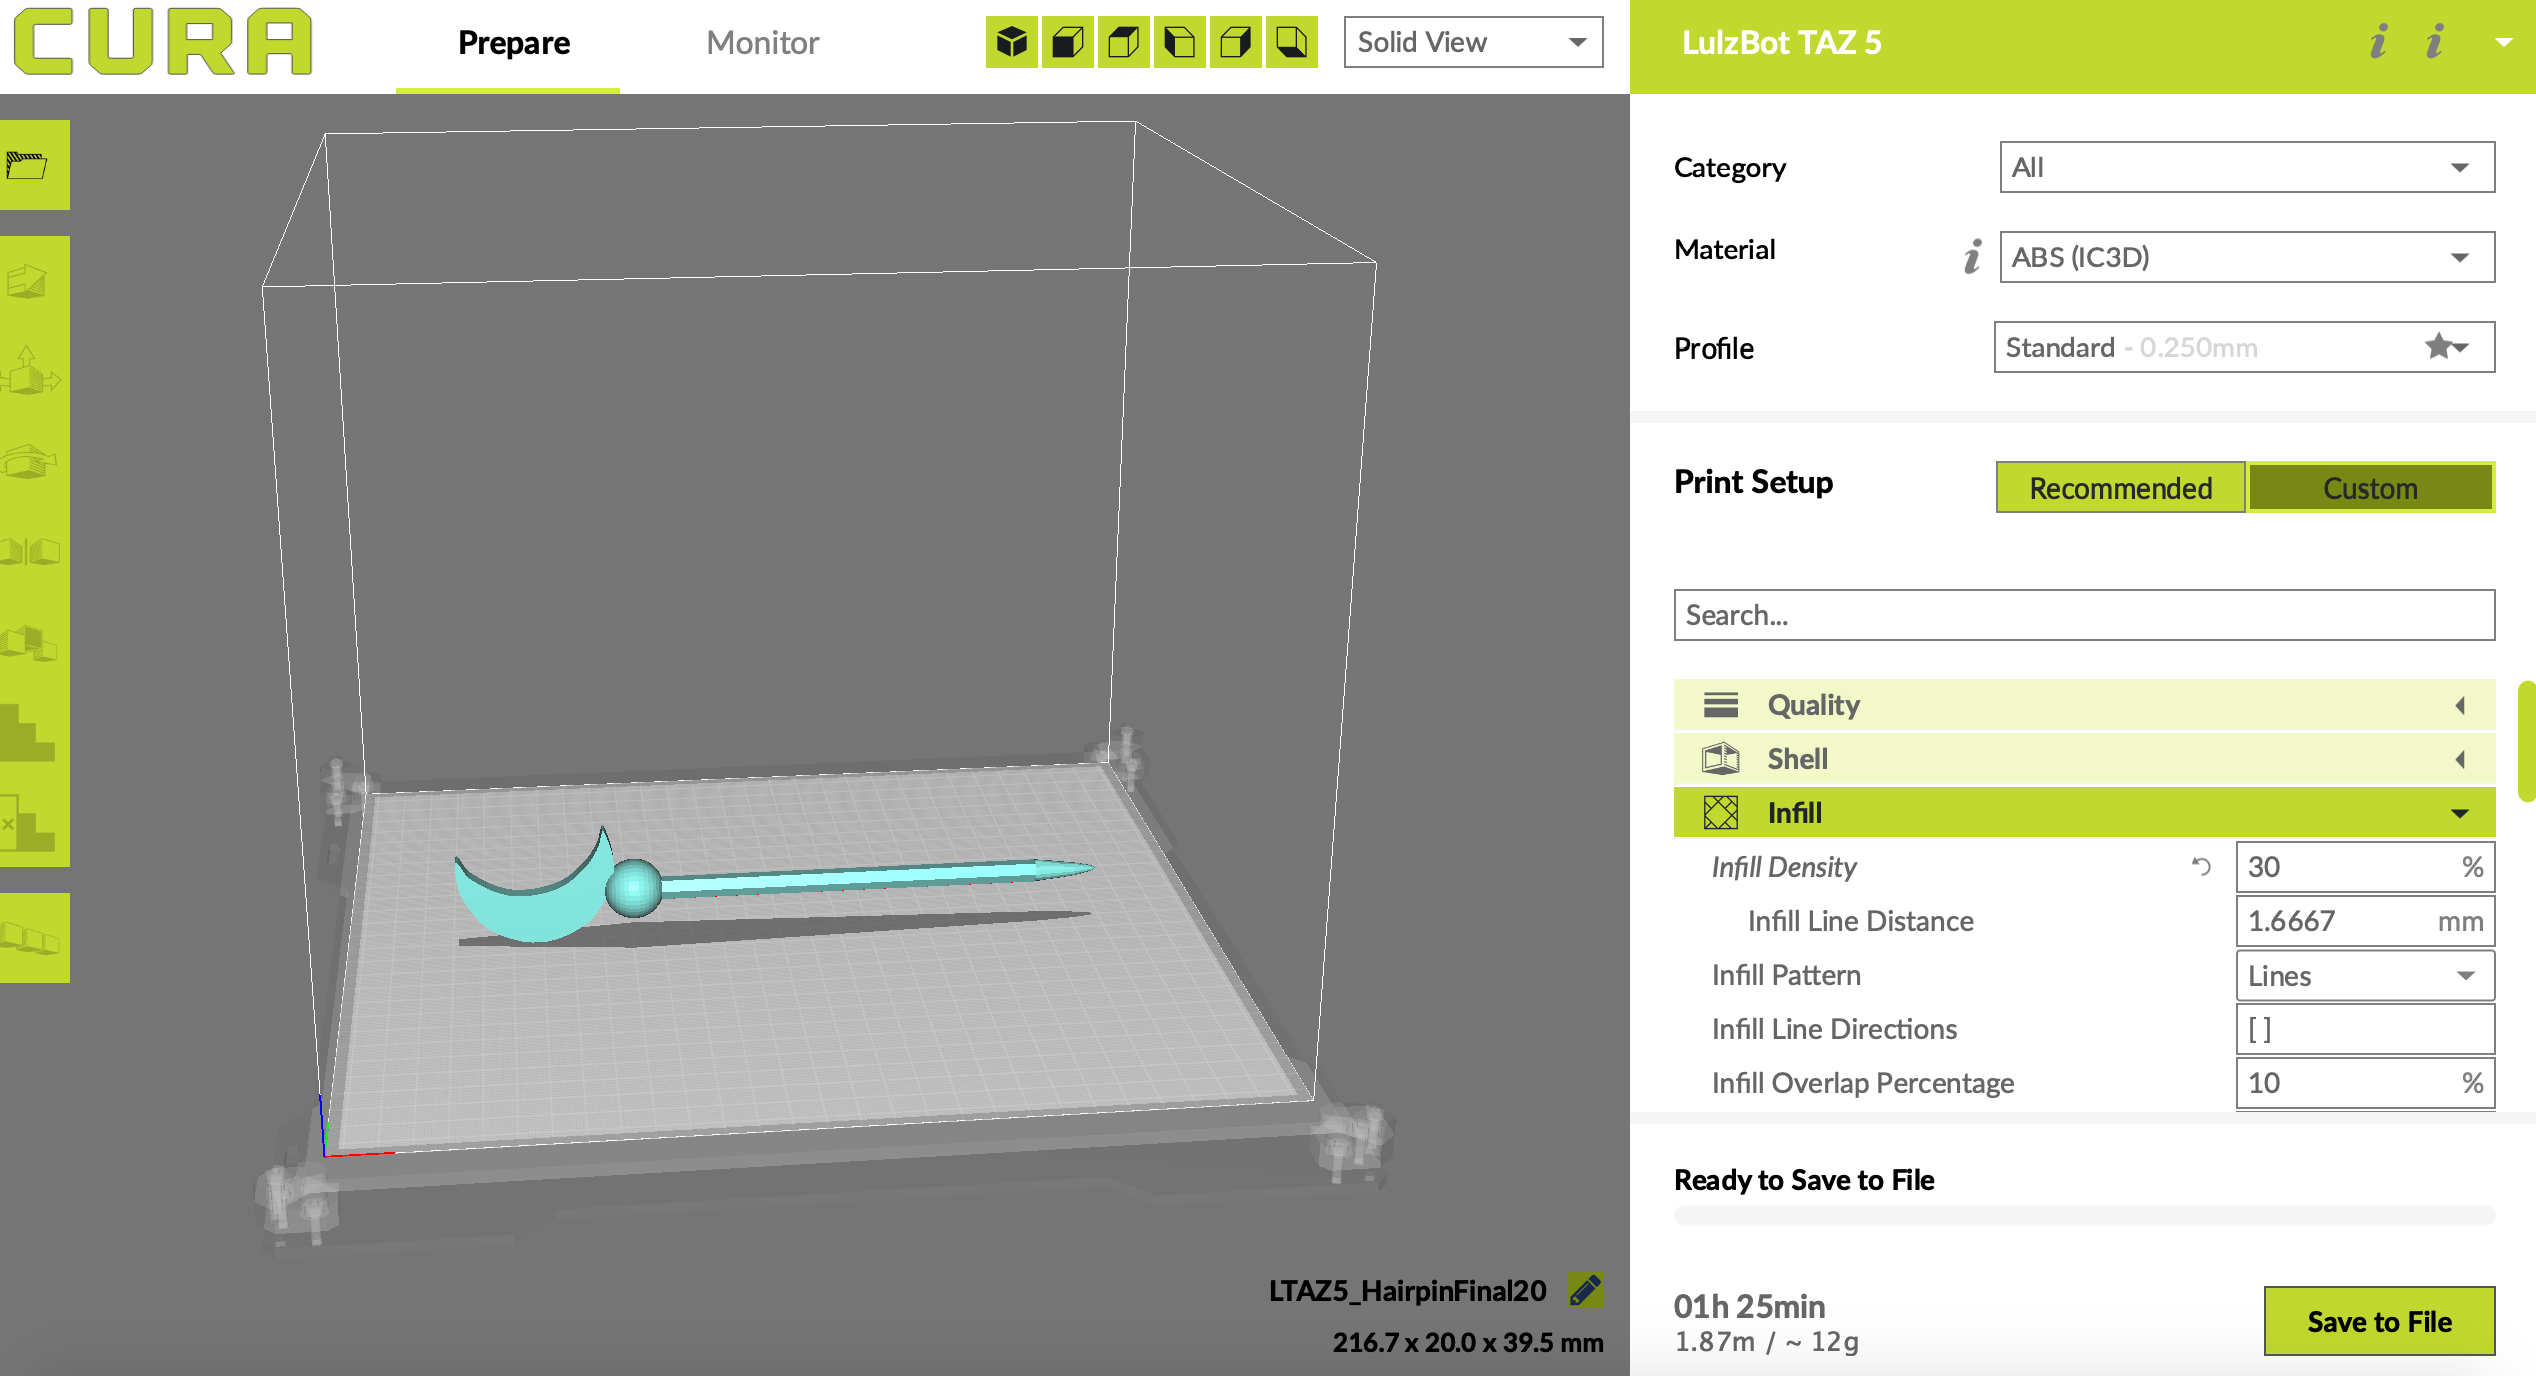 CURA
Prepare
Monitor
Solid View
LulzBot TAZ 5
i i
Category
All
Material
i
ABS (IC3D)
Profile
Standard - 0.250mm
Print Setup
Recommended
Custom
Search...
Quality
Shell
Infill
Infill Density
30 %
Infill Line Distance
1.6667 mm
Infill Pattern
Lines
Infill Line Directions
[ ]
Infill Overlap Percentage
10 %
Ready to Save to File
LTAZ5_HairpinFinal20
216.7 x 20.0 x 39.5 mm
01h 25min
1.87m / ~ 12g
Save to File